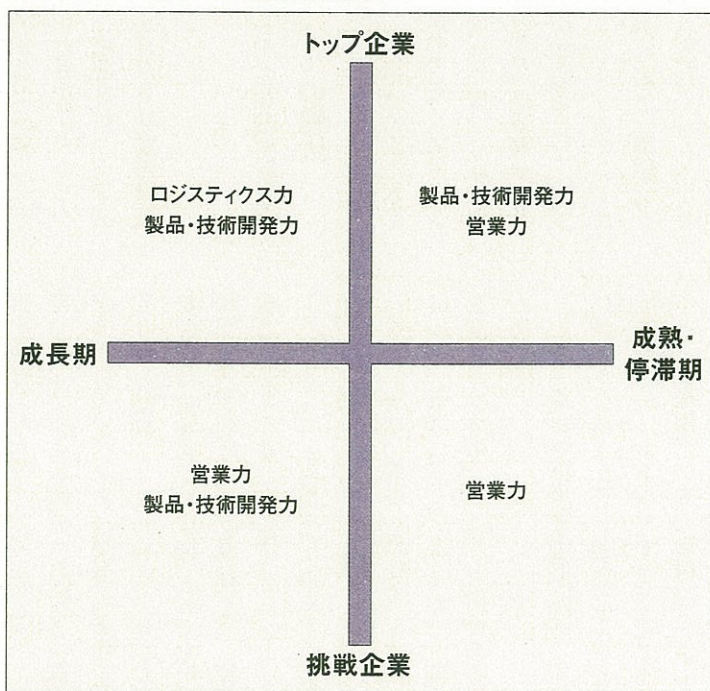 トップ企業
ロジスティクス力
製品・技術開発力
製品・技術開発力
営業力
成長期
成熟・
停滞期
営業力
製品・技術開発力
営業力
挑戦企業